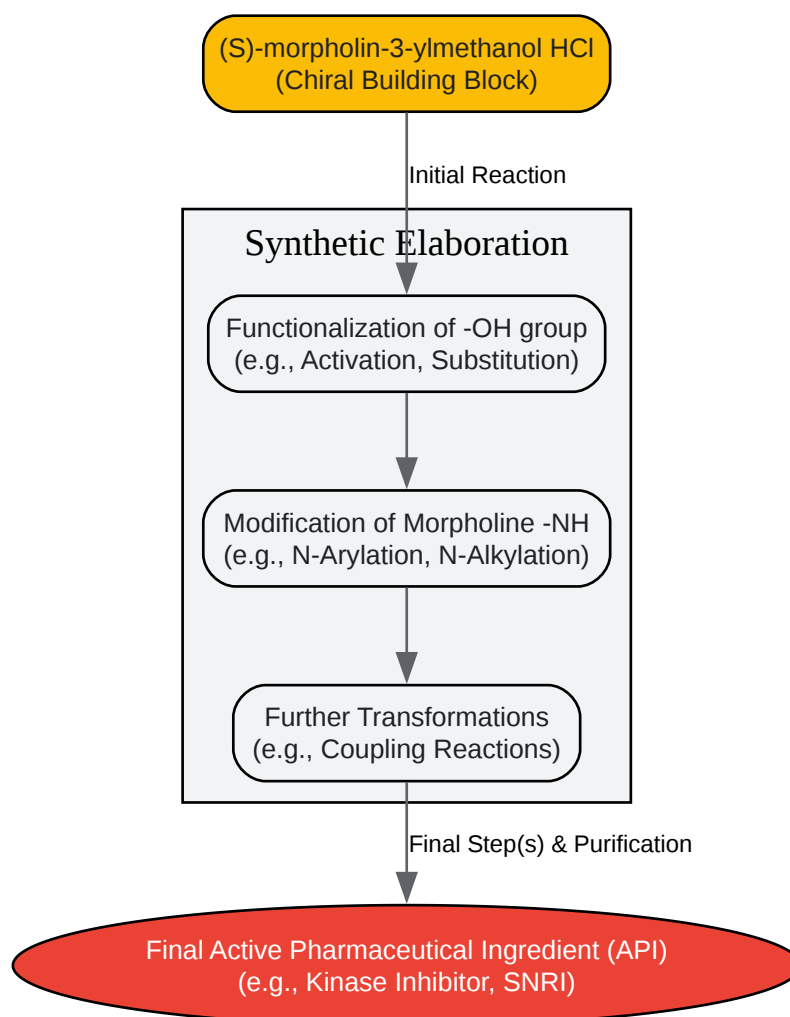 (S)-morpholin-3-ylmethanol HCl
(Chiral Building Block)
Initial Reaction
Synthetic Elaboration
Functionalization of -OH group
(e.g., Activation, Substitution)
Modification of Morpholine -NH
(e.g., N-Arylation, N-Alkylation)
Further Transformations
(e.g., Coupling Reactions)
Final Step(s) & Purification
Final Active Pharmaceutical Ingredient (API)
(e.g., Kinase Inhibitor, SNRI)